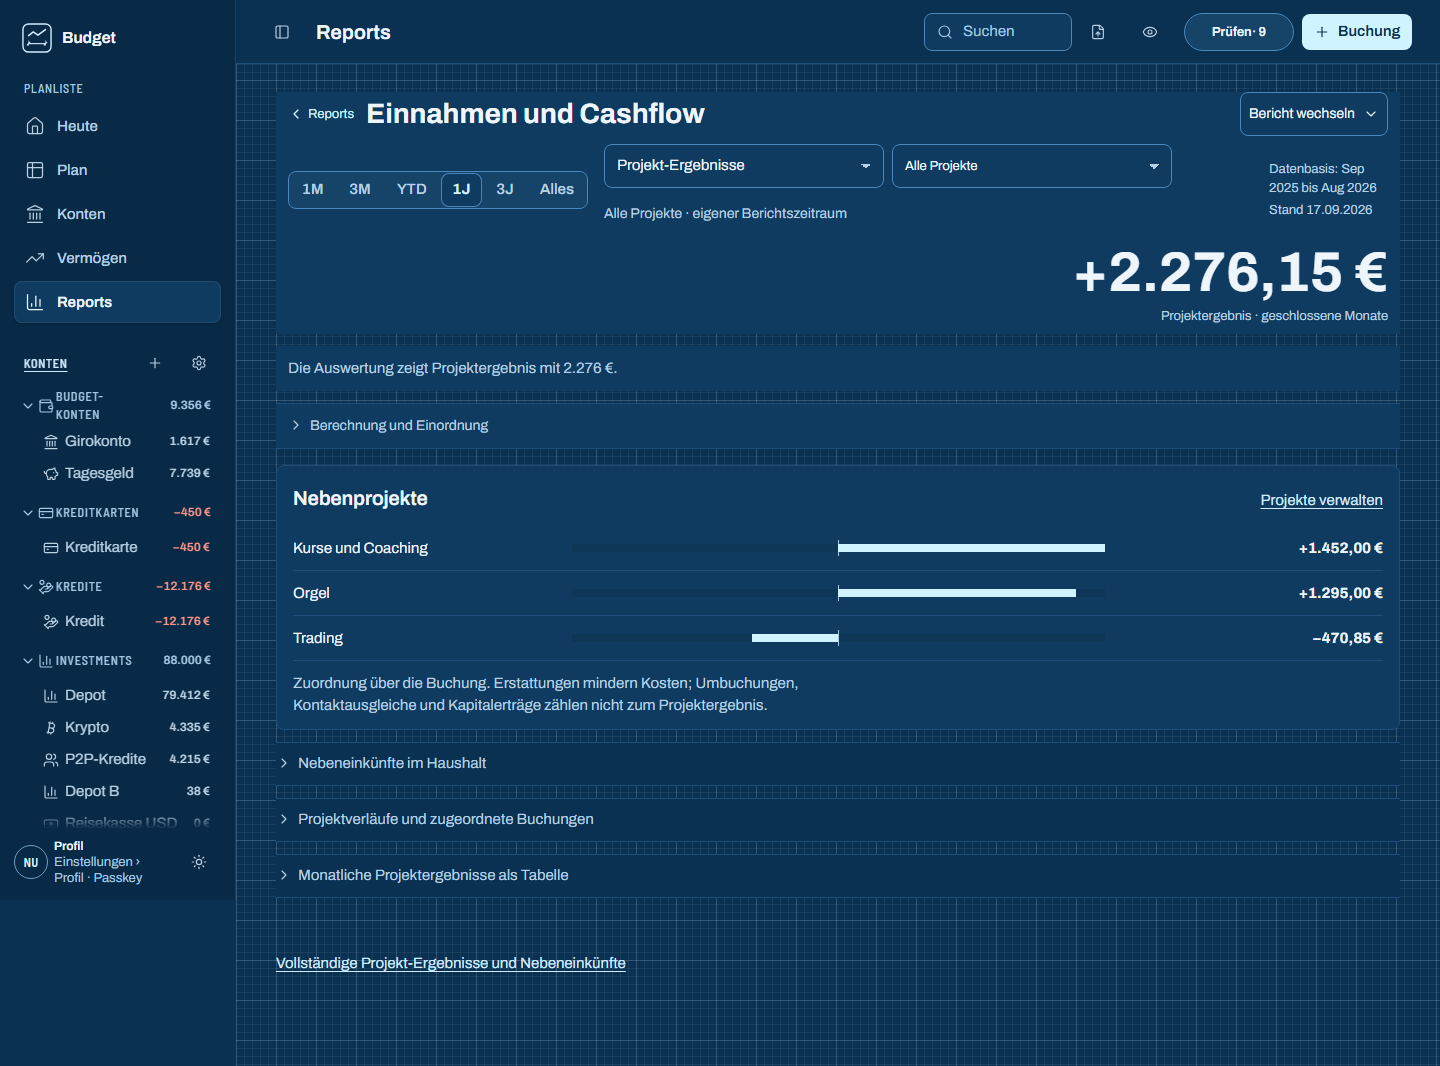 Budget
PLANLISTE
Heute
Plan
Konten
Vermögen
Reports
KONTEN
BUDGET-
KONTEN
9.356 €
Girokonto 1.617 €
Tagesgeld 7.739 €
KREDITKARTEN −450 €
Kreditkarte −450 €
KREDITE −12.176 €
Kredit −12.176 €
INVESTMENTS 88.000 €
Depot 79.412 €
Krypto 4.335 €
P2P-Kredite 4.215 €
Depot B 38 €
Reisekasse USD 0 €
NU
Profil
Einstellungen ›
Profil · Passkey
Reports
Suchen
Prüfen · 9
Buchung
Reports
Einnahmen und Cashflow
Bericht wechseln
1M 3M YTD 1J 3J Alles
Projekt-Ergebnisse
Alle Projekte
Alle Projekte · eigener Berichtszeitraum
Datenbasis: Sep
2025 bis Aug 2026
Stand 17.09.2026
+2.276,15 €
Projektergebnis · geschlossene Monate
Die Auswertung zeigt Projektergebnis mit 2.276 €.
Berechnung und Einordnung
Nebenprojekte
Projekte verwalten
Kurse und Coaching +1.452,00 €
Orgel +1.295,00 €
Trading −470,85 €
Zuordnung über die Buchung. Erstattungen mindern Kosten; Umbuchungen,
Kontaktausgleiche und Kapitalerträge zählen nicht zum Projektergebnis.
Nebeneinkünfte im Haushalt
Projektverläufe und zugeordnete Buchungen
Monatliche Projektergebnisse als Tabelle
Vollständige Projekt-Ergebnisse und Nebeneinkünfte